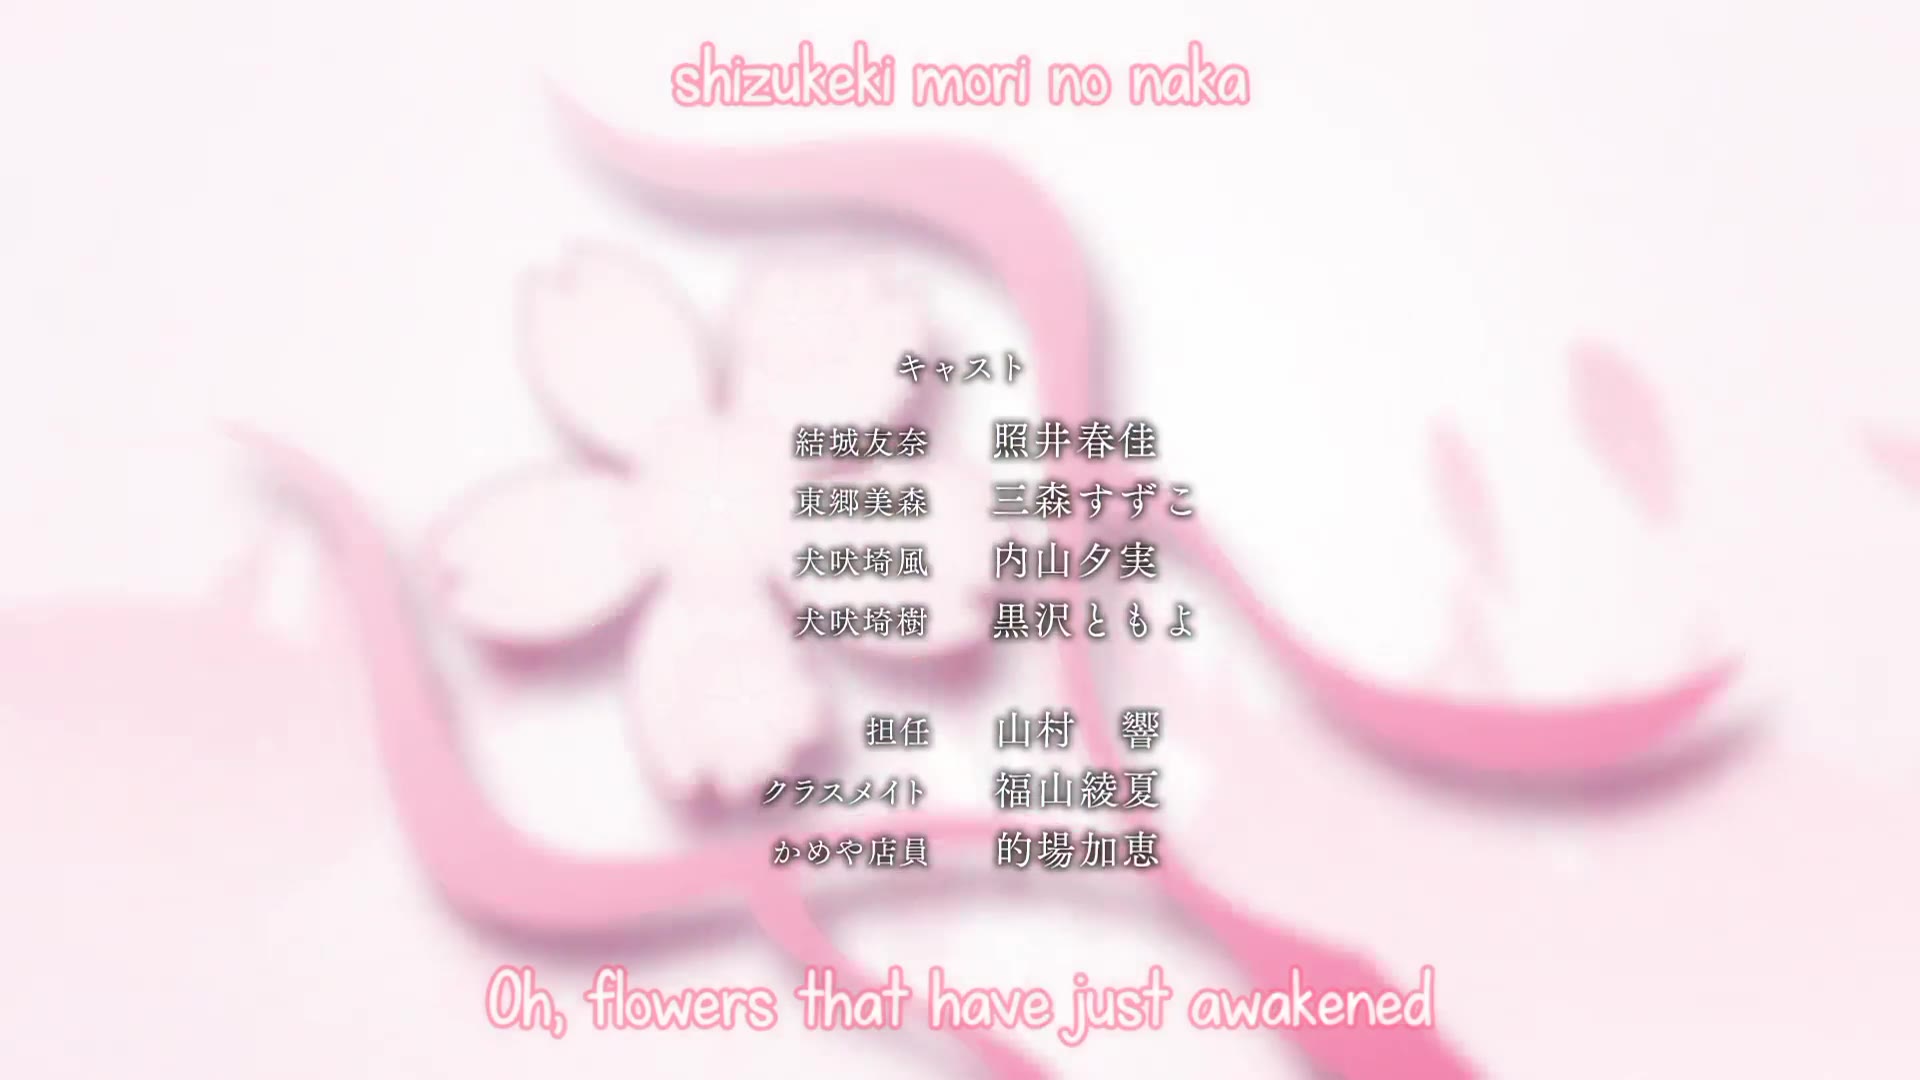 shizukeki mori no naka
キャスト
結城友奈 照井春佳
東郷美森 三森すずこ
犬吠埼風 内山夕実
犬吠埼樹 黒沢ともよ
担任 山村 響
クラスメイト 福山綾夏
かめや店員 的場加恵
Oh, flowers that have just awakened